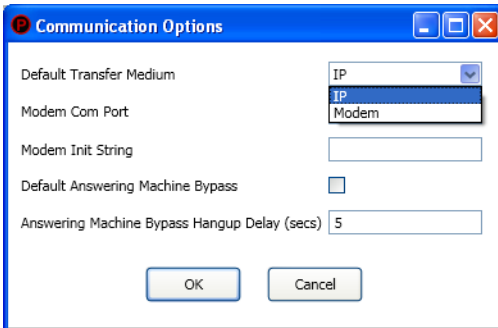 Communication Options
Default Transfer Medium IP
IP
Modem Com Port Modem
Modem Init String
Default Answering Machine Bypass
Answering Machine Bypass Hangup Delay (secs) 5
OK Cancel